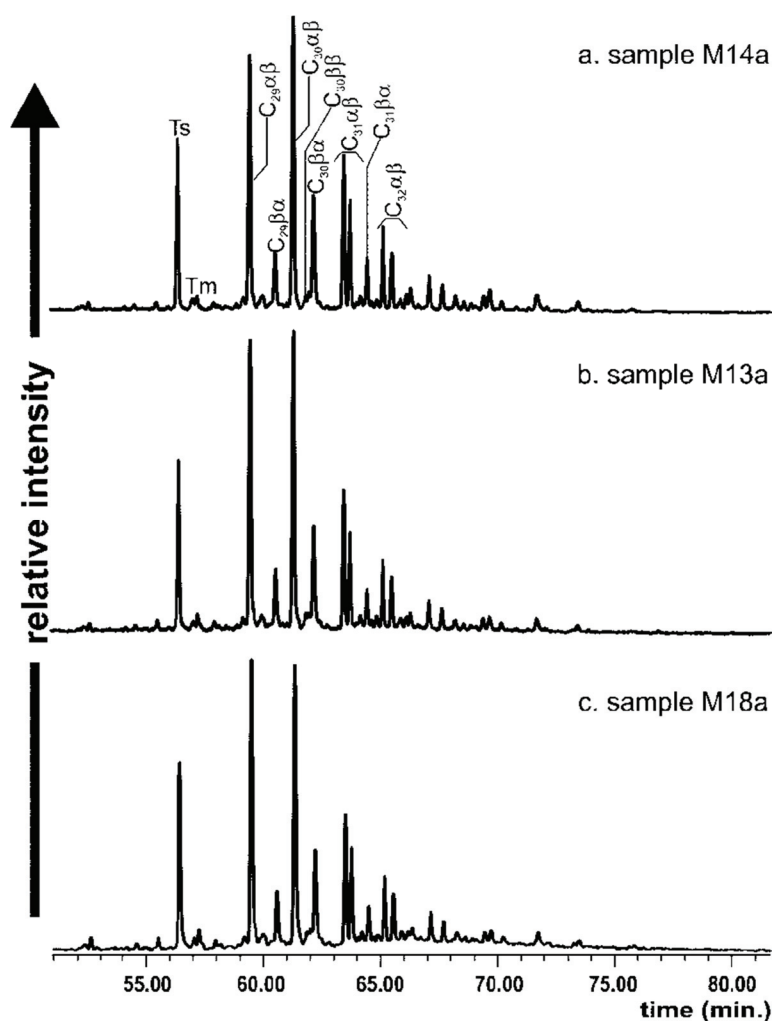 a. sample M14a
Ts
Tm
C₂₉αβ
C₂₉βα
C₃₀αβ
C₃₀ββ
C₃₀βα
C₃₁αβ
C₃₁βα
C₃₂αβ
b. sample M13a
relative intensity
c. sample M18a
55.00 60.00 65.00 70.00 75.00 80.00
time (min.)